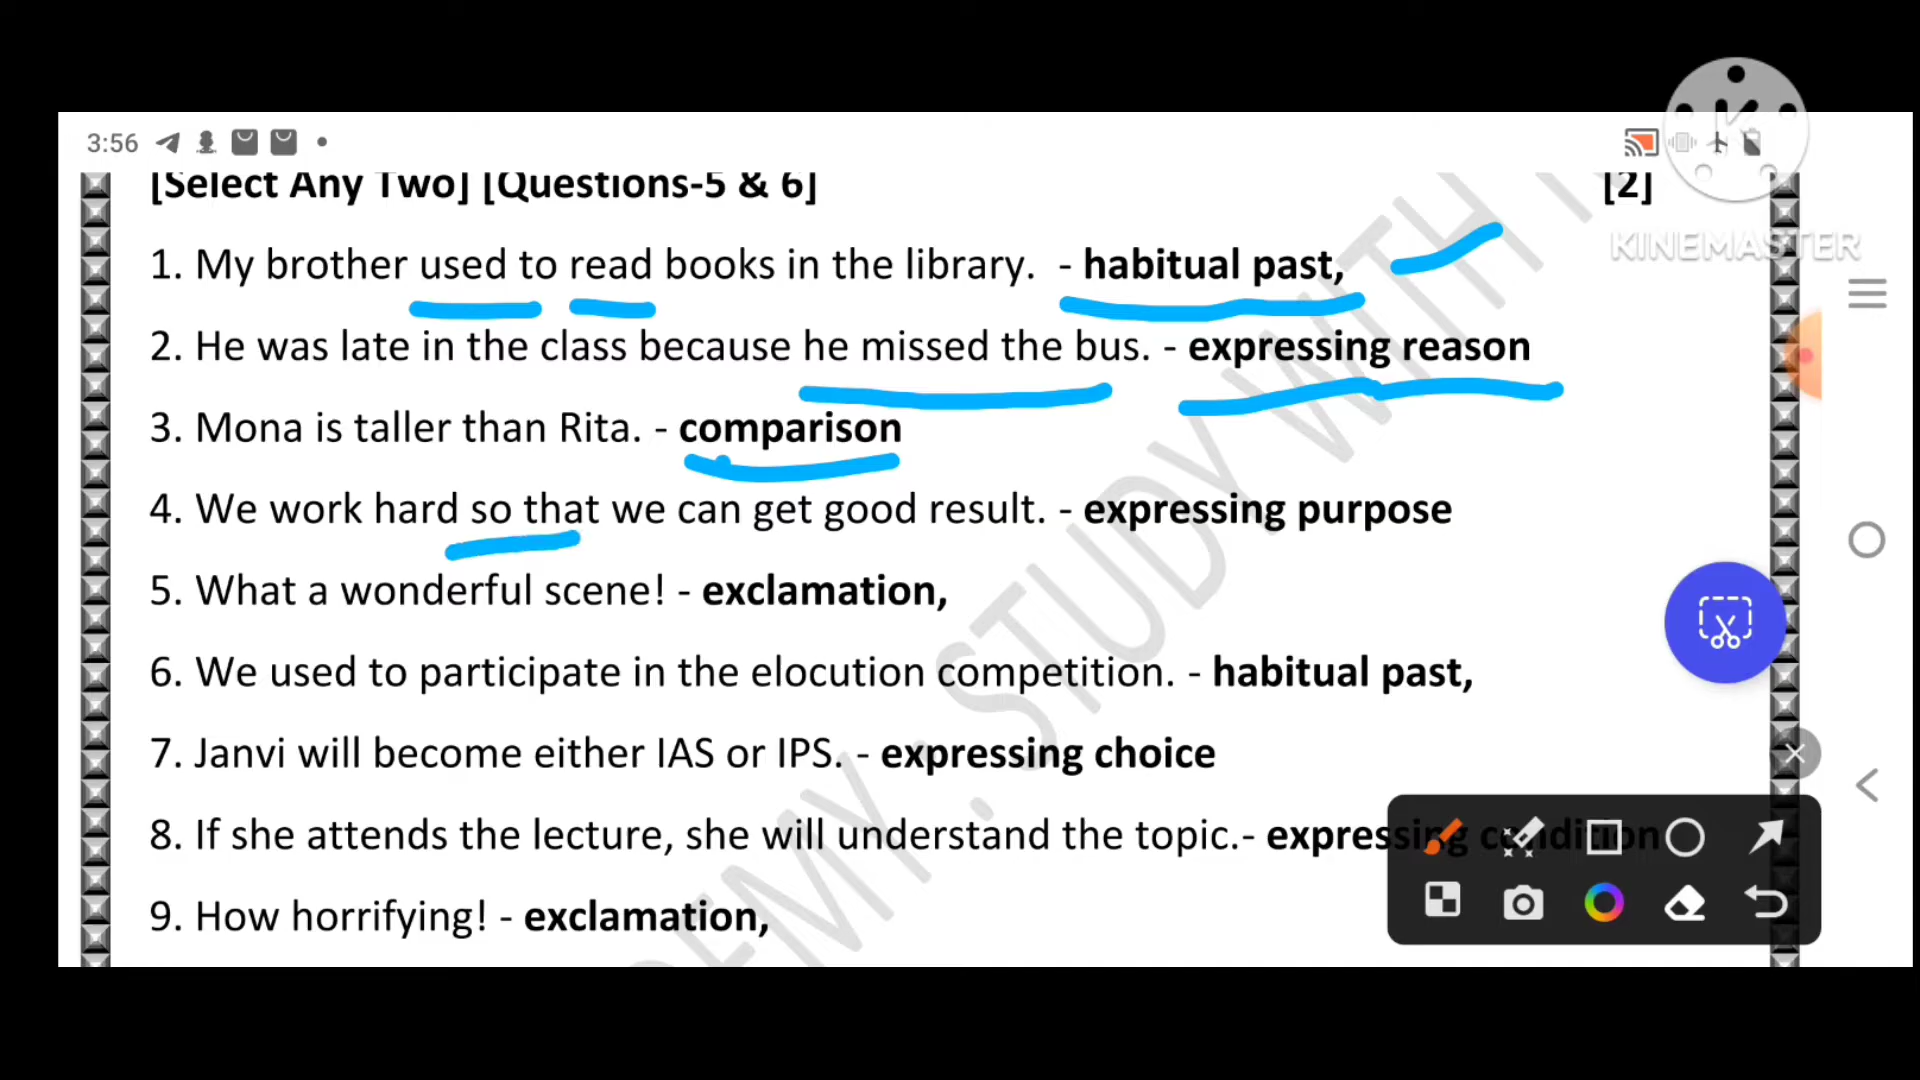 3:56
[Select Any Two] [Questions-5 & 6] [2]
KINEMASTER
1. My brother used to read books in the library. - habitual past,
2. He was late in the class because he missed the bus. - expressing reason
3. Mona is taller than Rita. - comparison
4. We work hard so that we can get good result. - expressing purpose
5. What a wonderful scene! - exclamation,
6. We used to participate in the elocution competition. - habitual past,
7. Janvi will become either IAS or IPS. - expressing choice
8. If she attends the lecture, she will understand the topic.- expressing condition
9. How horrifying! - exclamation,
EMY : STUDY WITH